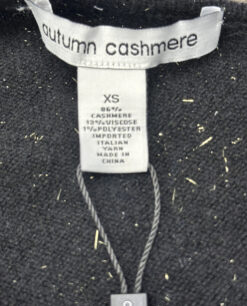 autumn cashmere
XS
86%
CASHMERE
13%VISCOSE
1%POLYESTER
IMPORTED
ITALIAN
YARN
MADE IN
CHINA